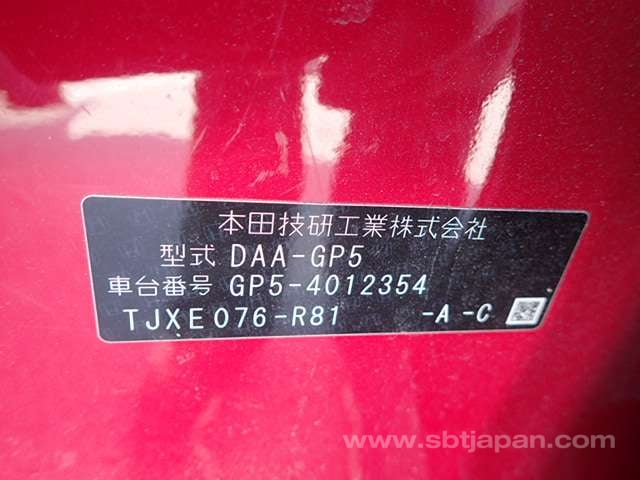 本田技研工業株式会社
型式 DAA-GP5
車台番号 GP5-4012354
TJXE076-R81 -A-C
www.sbtjapan.com